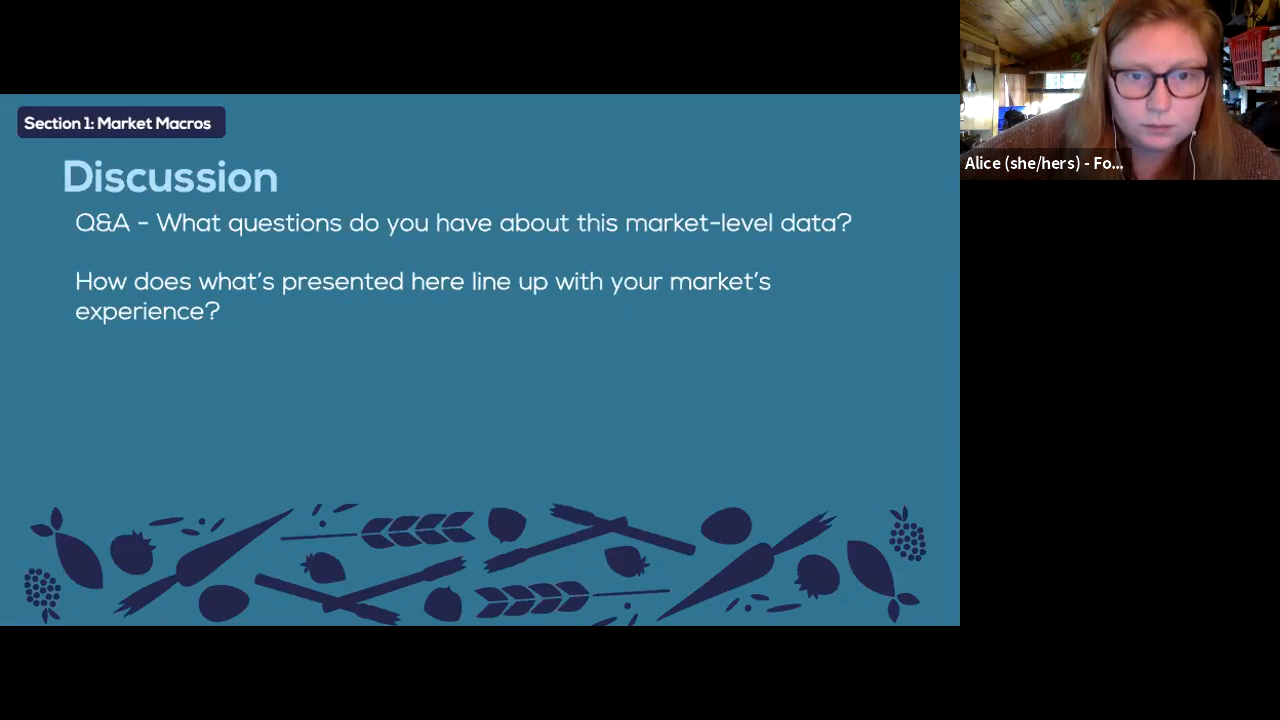 Section 1: Market Macros
Discussion
Q&A - What questions do you have about this market-level data?
How does what's presented here line up with your market's
experience?
Alice (she/hers) - Fo...